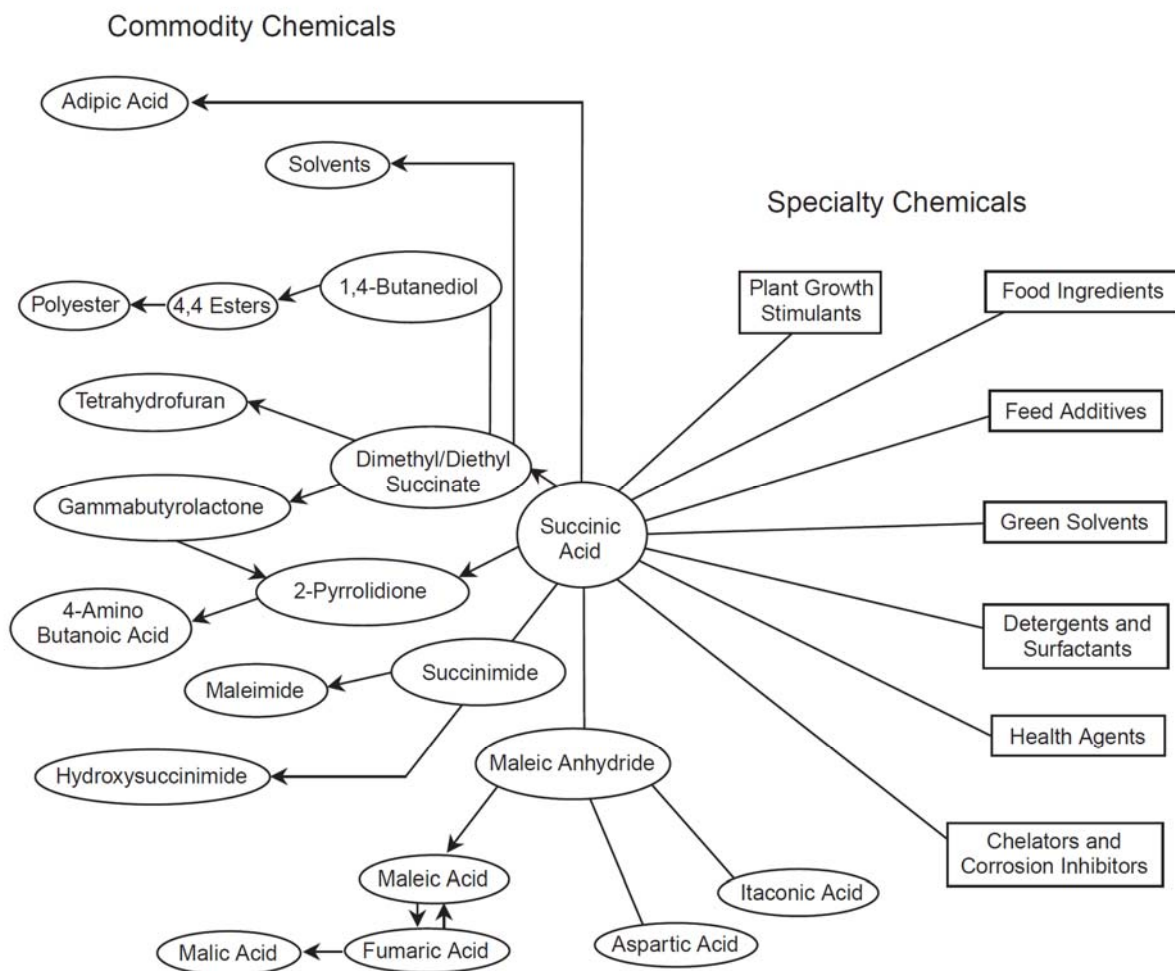 Commodity Chemicals
Adipic Acid
Solvents
Specialty Chemicals
1,4-Butanediol
4,4 Esters
Polyester
Plant Growth
Stimulants
Food Ingredients
Tetrahydrofuran
Feed Additives
Dimethyl/Diethyl
Succinate
Gammabutyrolactone
Succinic
Acid
Green Solvents
2-Pyrrolidione
4-Amino
Butanoic Acid
Detergents and
Surfactants
Succinimide
Maleimide
Health Agents
Maleic Anhydride
Hydroxysuccinimide
Chelators and
Corrosion Inhibitors
Maleic Acid
Itaconic Acid
Aspartic Acid
Fumaric Acid
Malic Acid